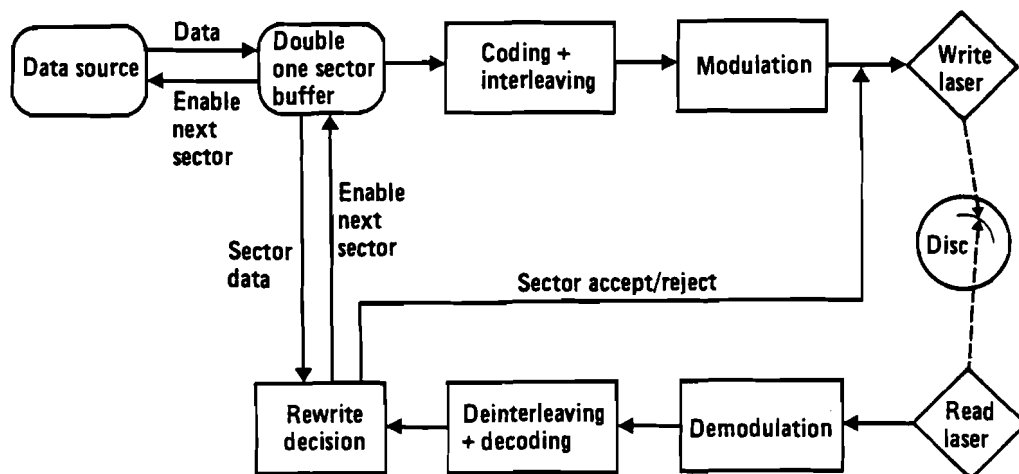 Data source
Data
Enable
next
sector
Double
one sector
buffer
Coding +
interleaving
Modulation
Write
laser
Sector
data
Enable
next
sector
Sector accept/reject
Disc
Rewrite
decision
Deinterleaving
+ decoding
Demodulation
Read
laser